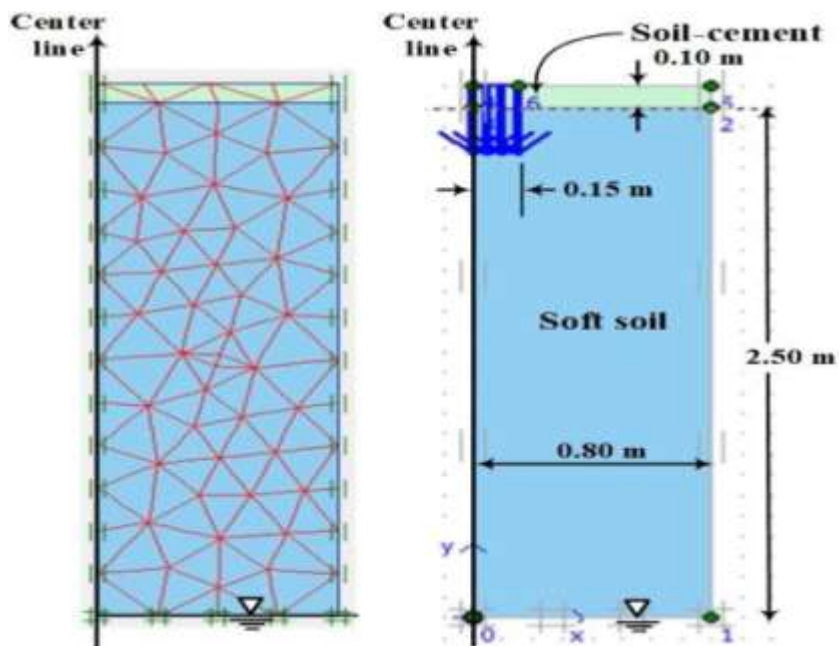 Center
line
Center
line
Soil-cement
0.10 m
6
3
2
0.15 m
Soft soil
2.50 m
0.80 m
y
0
x
1